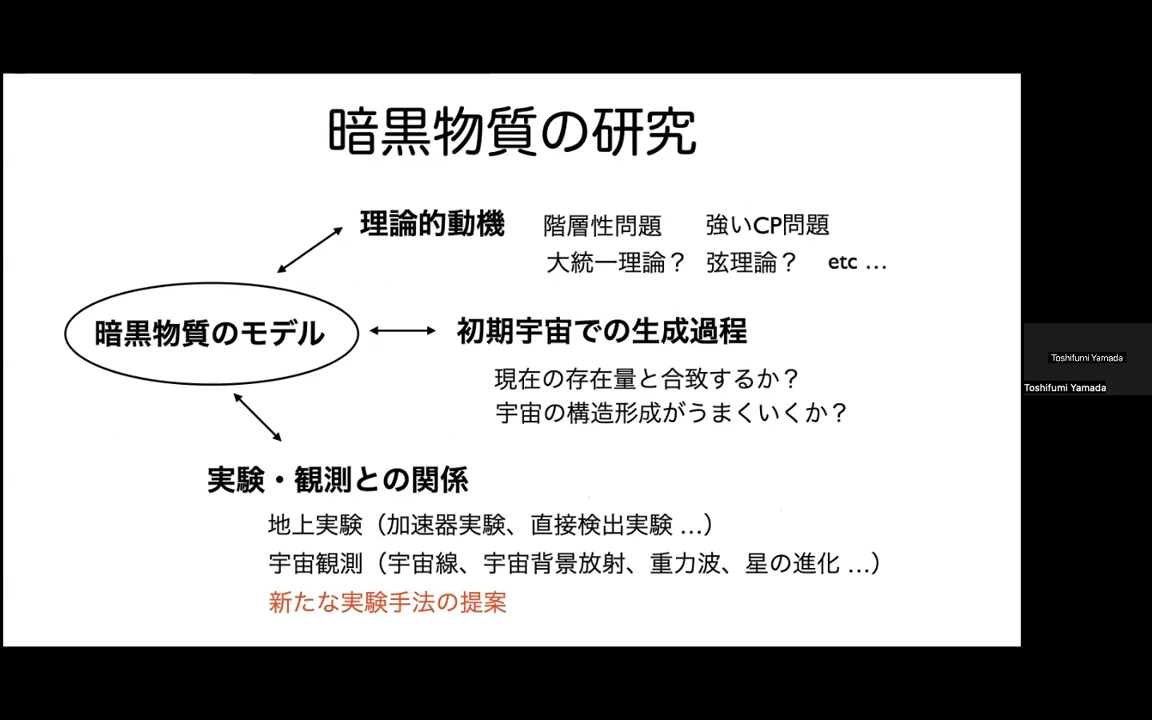 暗黒物質の研究
理論的動機 階層性問題 強いCP問題
大統一理論？ 弦理論？ etc …
暗黒物質のモデル
初期宇宙での生成過程
現在の存在量と合致するか？
宇宙の構造形成がうまくいくか？
実験・観測との関係
地上実験（加速器実験、直接検出実験 …）
宇宙観測（宇宙線、宇宙背景放射、重力波、星の進化 …）
新たな実験手法の提案
Toshifumi Yamada
Toshifumi Yamada